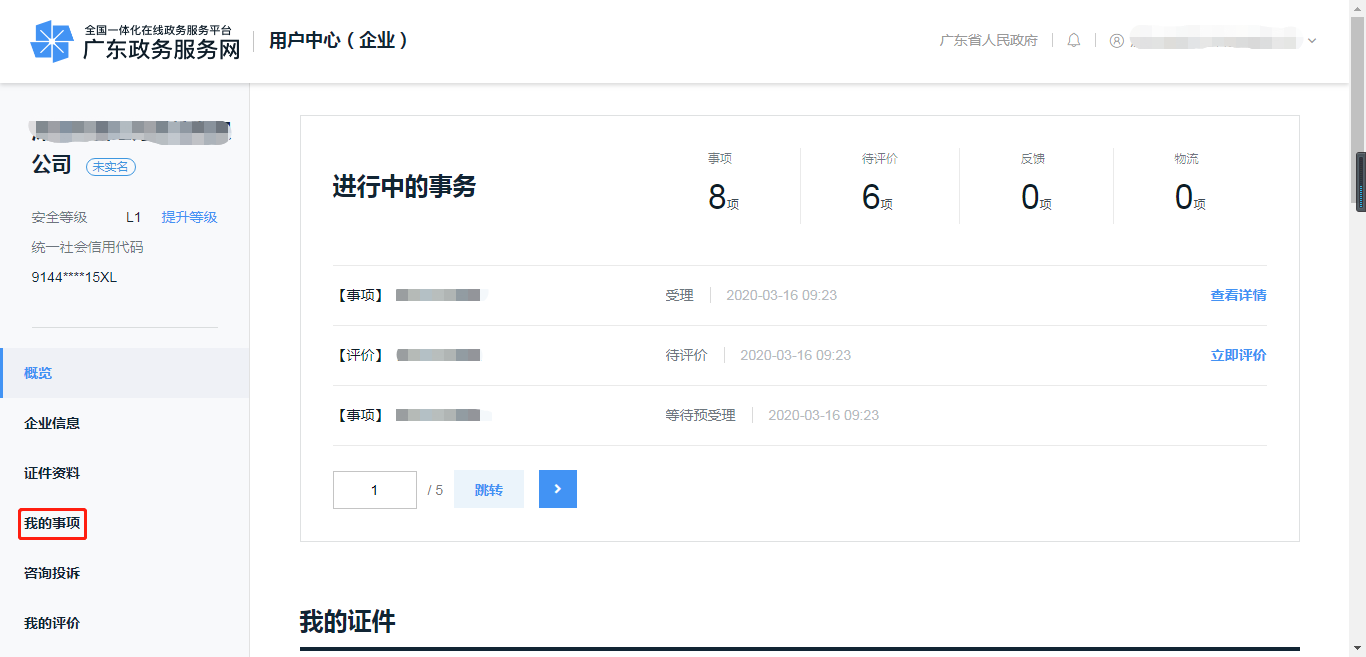 全国一体化在线政务服务平台
广东政务服务网
用户中心（企业）
广东省人民政府
公司
未实名
安全等级 L1 提升等级
统一社会信用代码
9144****15XL
概览
企业信息
证件资料
我的事项
咨询投诉
我的评价
进行中的事务
事项
8项
待评价
6项
反馈
0项
物流
0项
【事项】 受理 2020-03-16 09:23 查看详情
【评价】 待评价 2020-03-16 09:23 立即评价
【事项】 等待预受理 2020-03-16 09:23
1 / 5 跳转
我的证件